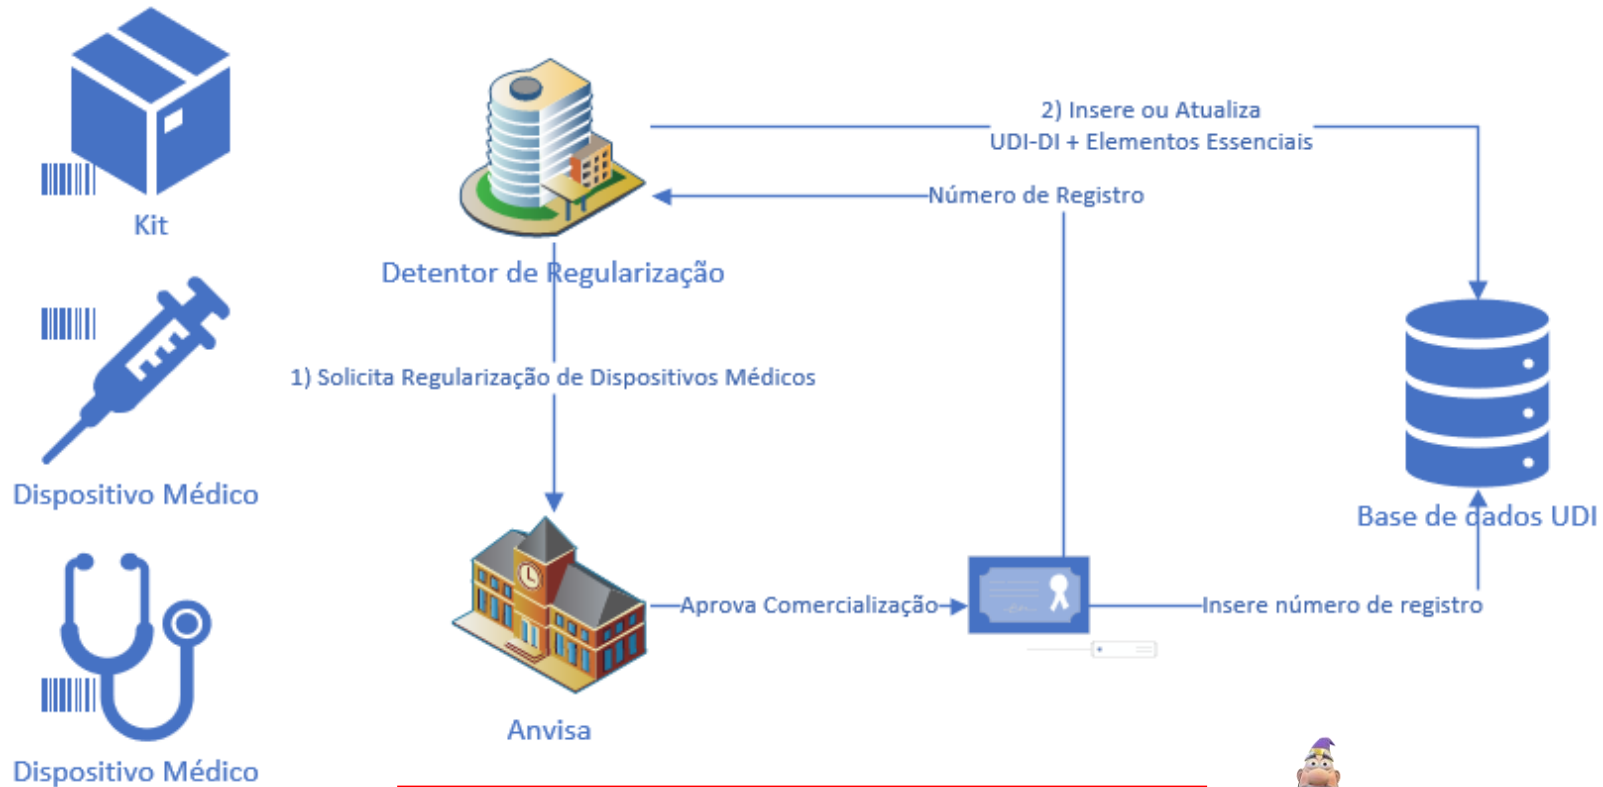 Kit
Dispositivo Médico
Dispositivo Médico
Detentor de Regularização
1) Solicita Regularização de Dispositivos Médicos
Anvisa
2) Insere ou Atualiza
UDI-DI + Elementos Essenciais
Número de Registro
Aprova Comercialização
Insere número de registro
Base de dados UDI